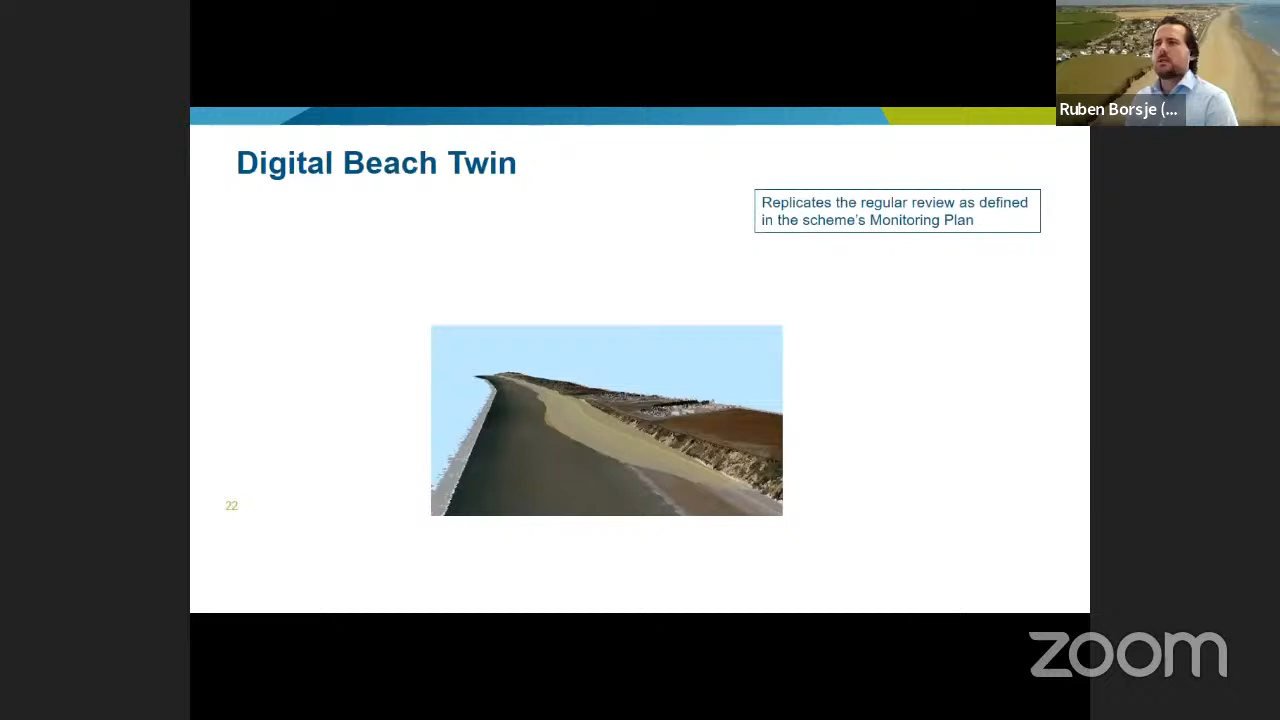 Ruben Borsje (...
Digital Beach Twin
Replicates the regular review as defined
in the scheme's Monitoring Plan
22
zoom